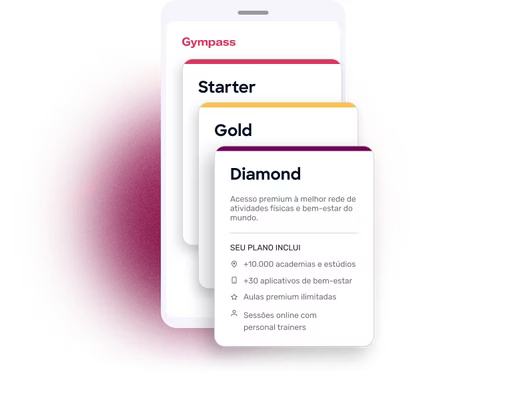 Gympass
Starter
Gold
Diamond
Acesso premium à melhor rede de
atividades físicas e bem-estar do
mundo.
SEU PLANO INCLUI
+10.000 academias e estúdios
+30 aplicativos de bem-estar
Aulas premium ilimitadas
Sessões online com
personal trainers